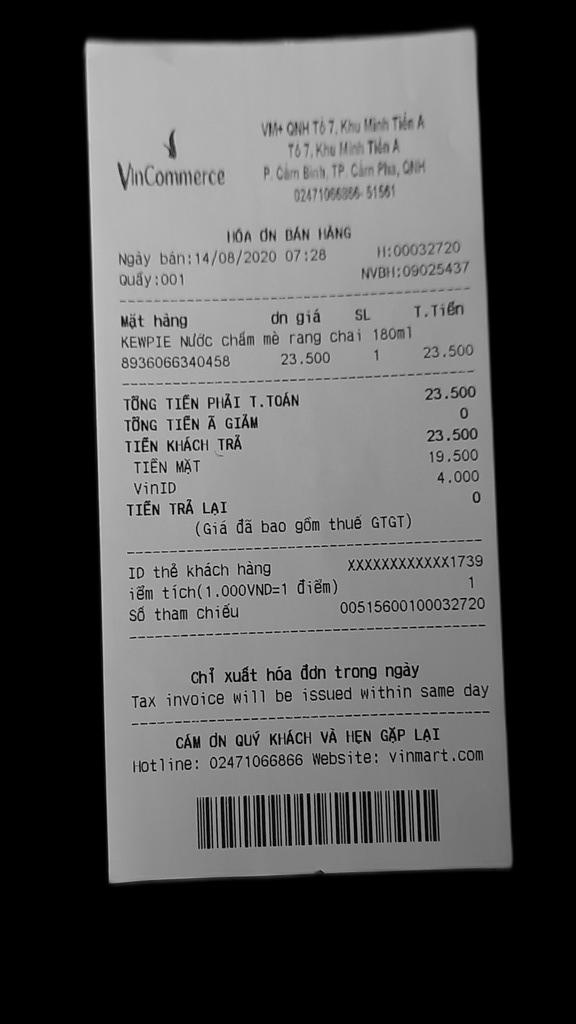 VinCommerce
VM+ QNH Tổ 7, Khu Minh Tiến A
Tổ 7, Khu Minh Tiến A
P. Cẩm Bình, TP. Cẩm Phả, QNH
02471066866- 51561
HÓA ƠN BÁN HÀNG
Ngày bán:14/08/2020 07:28 H:00032720
Quầy:001 NVBH:09025437
Mặt hàng ơn giá SL T.Tiền
KEWPIE Nước chấm mè rang chai 180ml
8936066340458 23.500 1 23.500
TỔNG TIỀN PHẢI T.TOÁN 23.500
TỔNG TIỀN Ã GIẢM 0
TIỀN KHÁCH TRẢ 23.500
TIỀN MẶT 19.500
VinID 4.000
TIỀN TRẢ LẠI 0
(Giá đã bao gồm thuế GTGT)
ID thẻ khách hàng XXXXXXXXXXXX1739
iểm tích(1.000VND=1 điểm) 1
Số tham chiếu 00515600100032720
Chỉ xuất hóa đơn trong ngày
Tax invoice will be issued within same day
CÁM ƠN QUÝ KHÁCH VÀ HẸN GẶP LẠI
Hotline: 02471066866 Website: vinmart.com